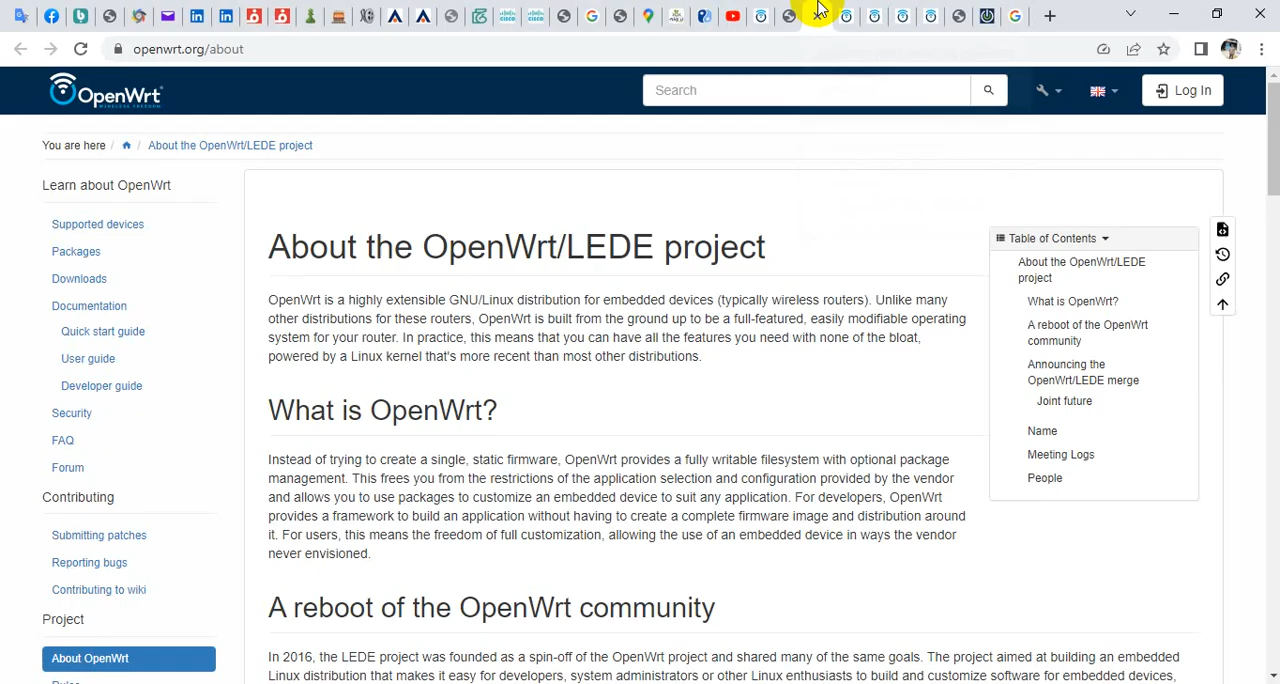 openwrt.org/about
OpenWrt
WIRELESS FREEDOM
Search
Log In
You are here / / About the OpenWrt/LEDE project
Learn about OpenWrt
Supported devices
Packages
Downloads
Documentation
Quick start guide
User guide
Developer guide
Security
FAQ
Forum
Contributing
Submitting patches
Reporting bugs
Contributing to wiki
Project
About OpenWrt
Rules
About the OpenWrt/LEDE project
OpenWrt is a highly extensible GNU/Linux distribution for embedded devices (typically wireless routers). Unlike many
other distributions for these routers, OpenWrt is built from the ground up to be a full-featured, easily modifiable operating
system for your router. In practice, this means that you can have all the features you need with none of the bloat,
powered by a Linux kernel that's more recent than most other distributions.
What is OpenWrt?
Instead of trying to create a single, static firmware, OpenWrt provides a fully writable filesystem with optional package
management. This frees you from the restrictions of the application selection and configuration provided by the vendor
and allows you to use packages to customize an embedded device to suit any application. For developers, OpenWrt
provides a framework to build an application without having to create a complete firmware image and distribution around
it. For users, this means the freedom of full customization, allowing the use of an embedded device in ways the vendor
never envisioned.
A reboot of the OpenWrt community
In 2016, the LEDE project was founded as a spin-off of the OpenWrt project and shared many of the same goals. The project aimed at building an embedded
Linux distribution that makes it easy for developers, system administrators or other Linux enthusiasts to build and customize software for embedded devices,
Table of Contents
About the OpenWrt/LEDE
project
What is OpenWrt?
A reboot of the OpenWrt
community
Announcing the
OpenWrt/LEDE merge
Joint future
Name
Meeting Logs
People